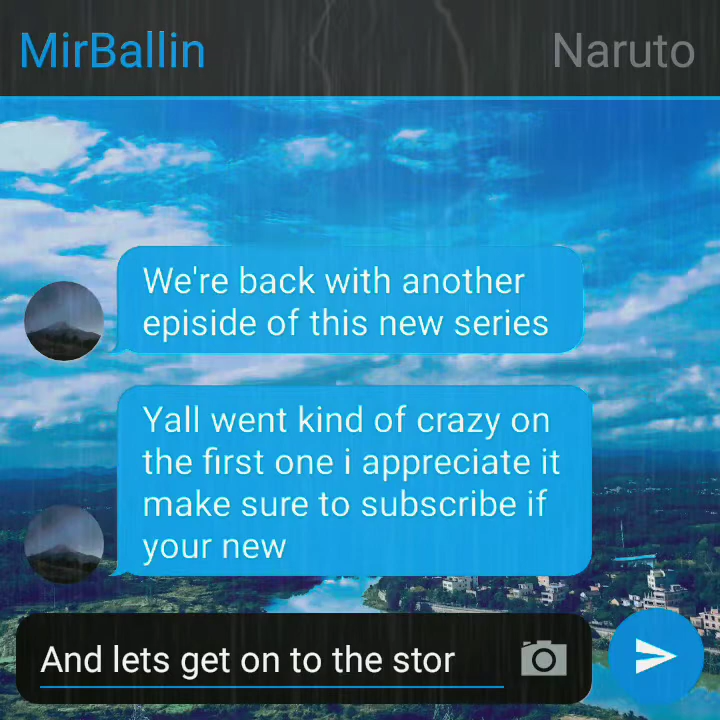 MirBallin
Naruto
We're back with another
episide of this new series
Yall went kind of crazy on
the first one i appreciate it
make sure to subscribe if
your new
And lets get on to the stor